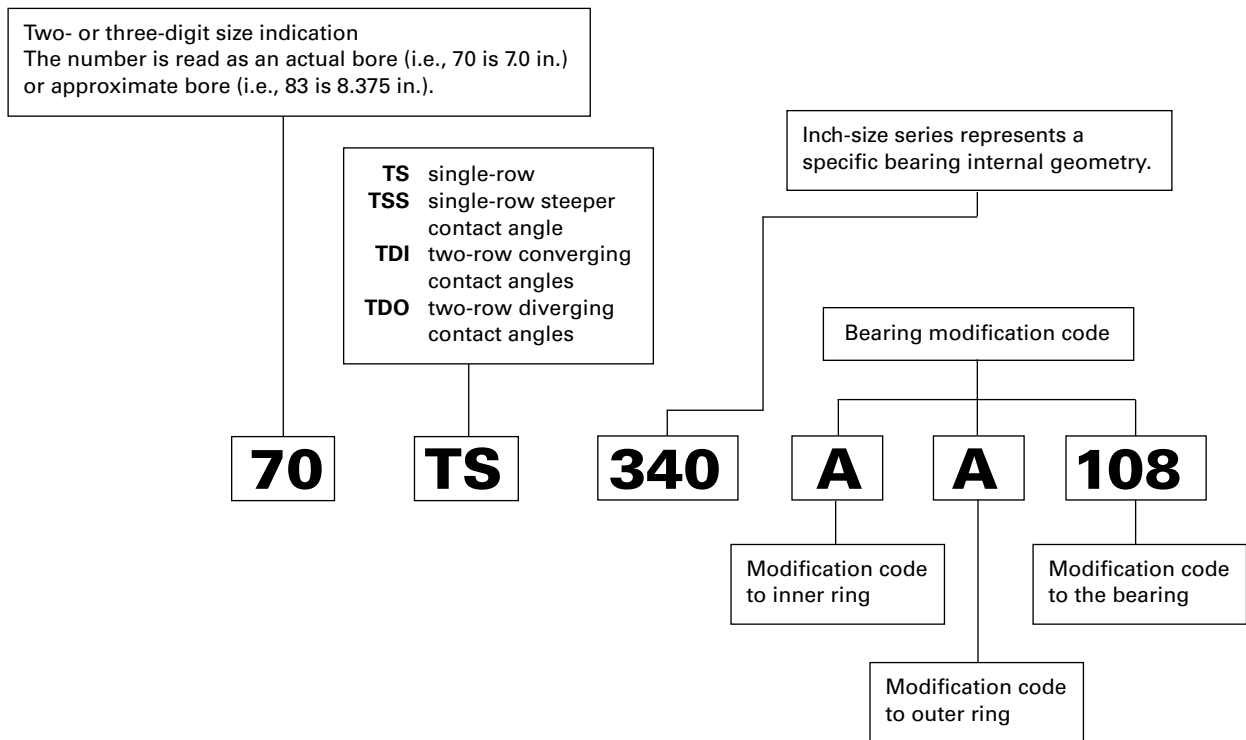 Two- or three-digit size indication
The number is read as an actual bore (i.e., 70 is 7.0 in.)
or approximate bore (i.e., 83 is 8.375 in.).
Inch-size series represents a
specific bearing internal geometry.
TS single-row
TSS single-row steeper
contact angle
TDI two-row converging
contact angles
TDO two-row diverging
contact angles
Bearing modification code
70 TS 340 A A 108
Modification code
to inner ring
Modification code
to the bearing
Modification code
to outer ring